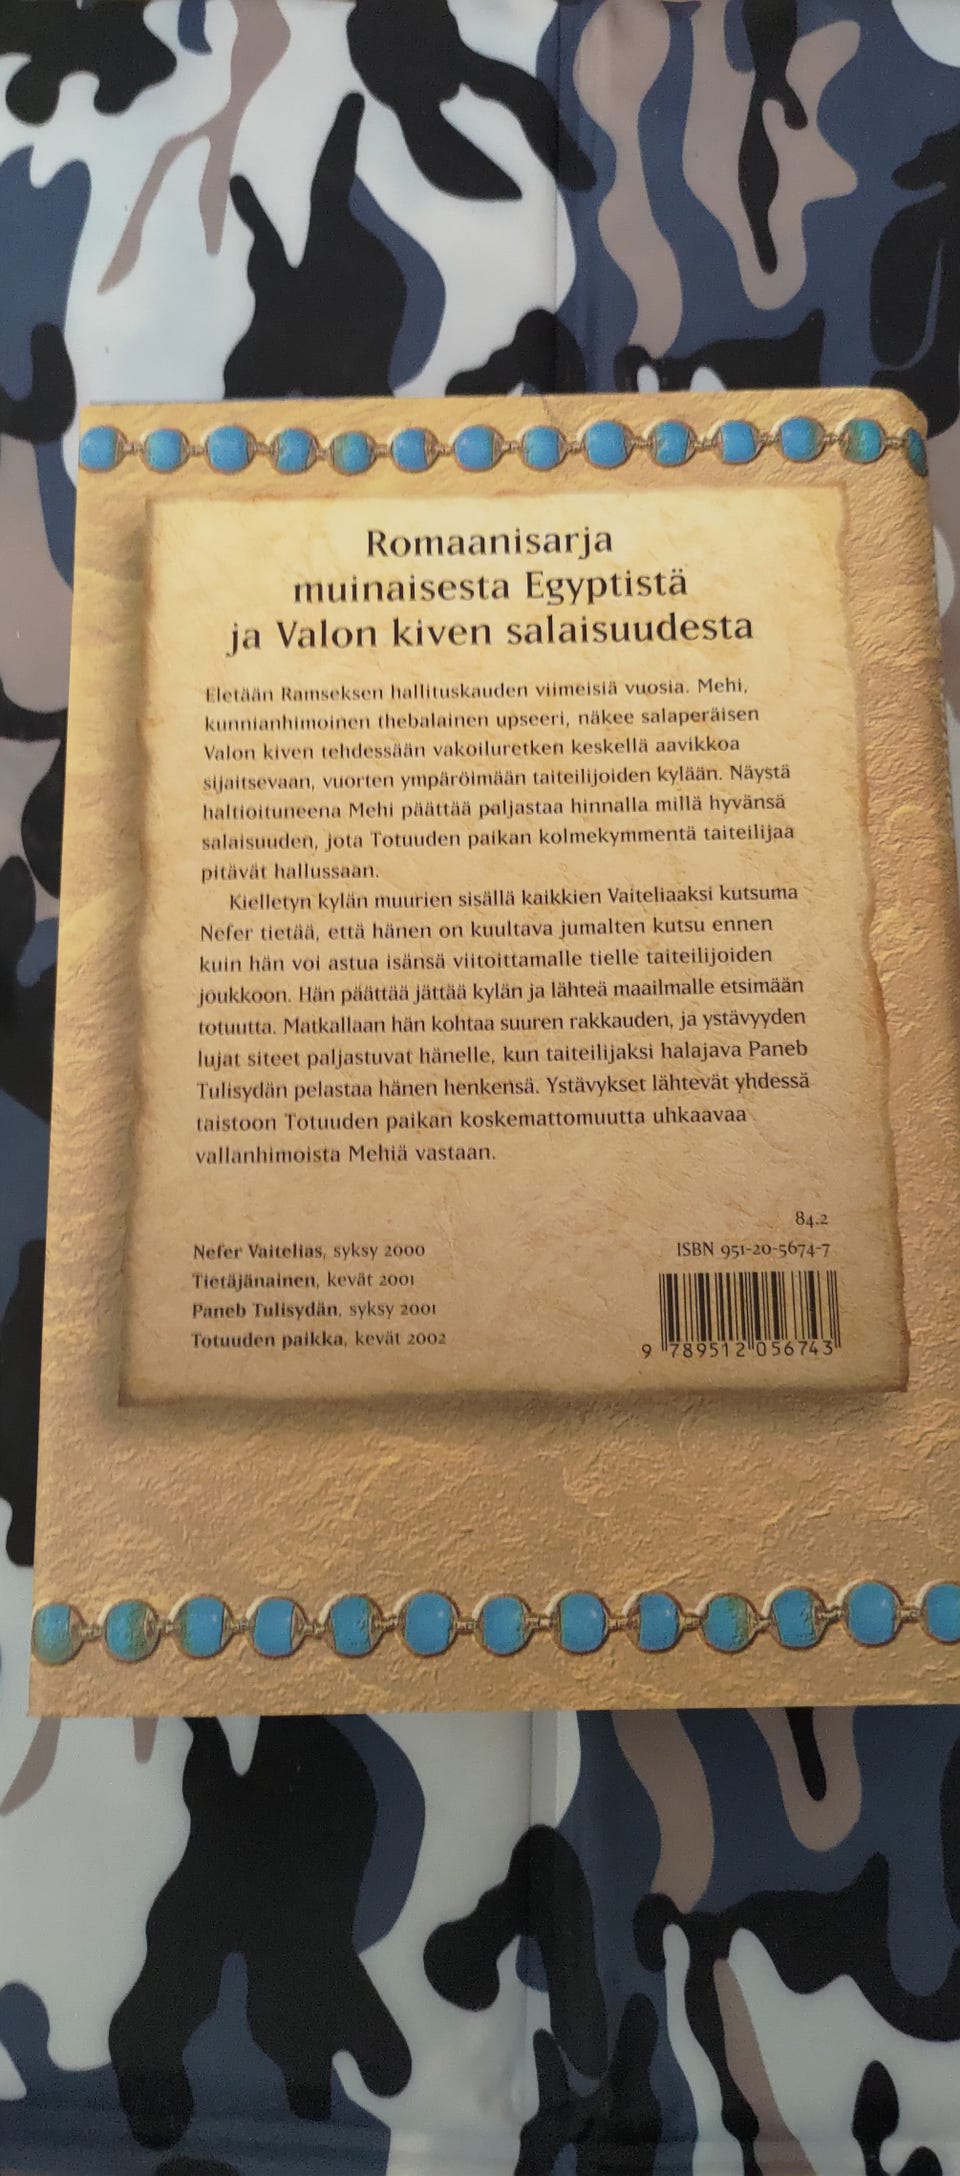 Romaanisarja
muinaisesta Egyptistä
ja Valon kiven salaisuudesta
Eletään Ramseksen hallituskauden viimeisiä vuosia. Mehi,
kunnianhimoinen thebalainen upseeri, näkee salaperäisen
Valon kiven tehdessään vakoiluretken keskellä aavikkoa
sijaitsevaan, vuorten ympäröimään taiteilijoiden kylään. Näystä
haltioituneena Mehi päättää paljastaa hinnalla millä hyvänsä
salaisuuden, jota Totuuden paikan kolmekymmentä taiteilijaa
pitävät hallussaan.
Kielletyn kylän muurien sisällä kaikkien Vaiteliaaksi kutsuma
Nefer tietää, että hänen on kuultava jumalten kutsu ennen
kuin hän voi astua isänsä viitoittamalle tielle taiteilijoiden
joukkoon. Hän päättää jättää kylän ja lähteä maailmalle etsimään
totuutta. Matkallaan hän kohtaa suuren rakkauden, ja ystävyyden
lujat siteet paljastuvat hänelle, kun taiteilijaksi halajava Paneb
Tulisydän pelastaa hänen henkensä. Ystävykset lähtevät yhdessä
taistoon Totuuden paikan koskemattomuutta uhkaavaa
vallanhimoista Mehiä vastaan.
Nefer Vaitelias, syksy 2000
Tietäjänainen, kevät 2001
Paneb Tulisydän, syksy 2001
Totuuden paikka, kevät 2002
84.2
ISBN 951-20-5674-7
9 789512 056743